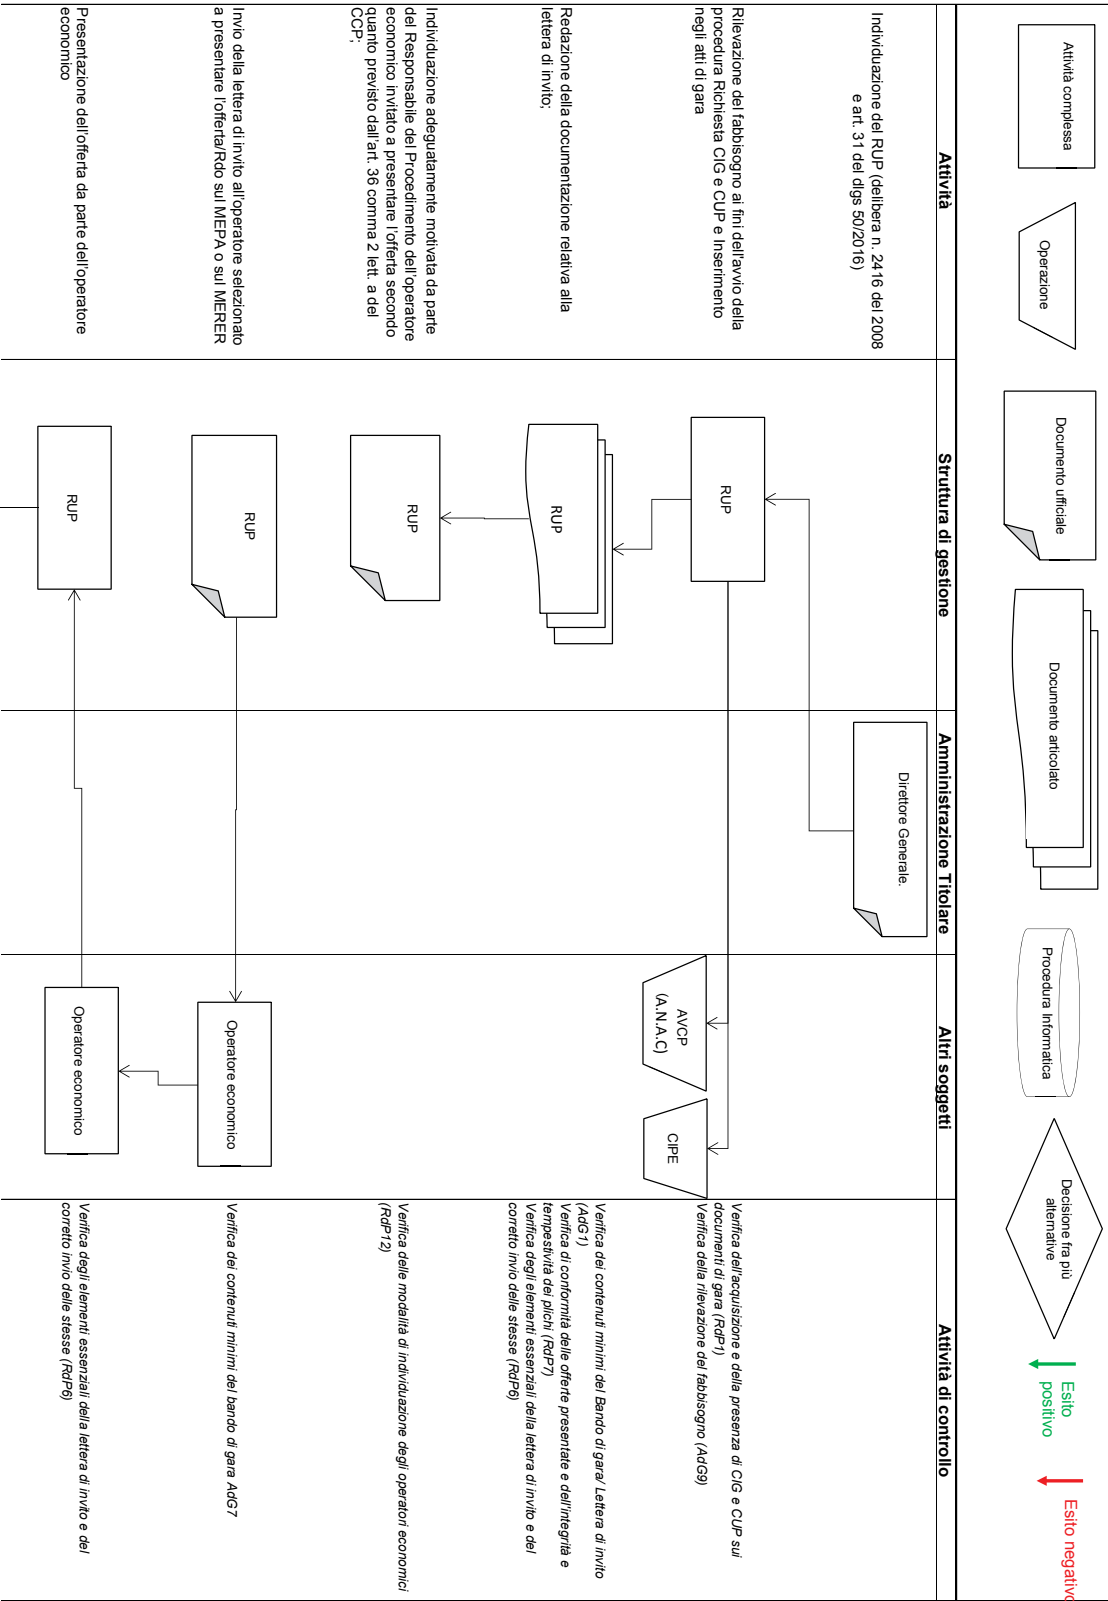 Attività complessa
Operazione
Documento ufficiale
Documento articolato
Procedura Informatica
Decisione fra più
alternative
Esito
positivo
Esito negativo
Attività
Struttura di gestione
Amministrazione Titolare
Altri soggetti
Attività di controllo
Individuazione del RUP (delibera n. 2416 del 2008
e art. 31 del dlgs 50/2016)
Direttore Generale.
Rilevazione del fabbisogno ai fini dell'avvio della
procedura Richiesta CIG e CUP e Inserimento
negli atti di gara
RUP
AVCP
(A.N.A.C)
CIPE
Verifica dell'acquisizione e della presenza di CIG e CUP sui
documenti di gara (RdP1)
Verifica della rilevazione del fabbisogno (AdG9)
Redazione della documentazione relativa alla
lettera di invito;
RUP
Verifica dei contenuti minimi del Bando di gara/ Lettera di invito
(AdG1)
Verifica di conformità delle offerte presentate e dell'integrità e
tempestività dei plichi (RdP7)
Verifica degli elementi essenziali della lettera di invito e del
corretto invio delle stesse (RdP6)
Individuazione adeguatamente motivata da parte
del Responsabile del Procedimento dell'operatore
economico invitato a presentare l'offerta secondo
quanto previsto dall'art. 36 comma 2 lett. a del
CCP;
RUP
Verifica delle modalità di individuazione degli operatori economici
(RdP12)
Invio della lettera di invito all'operatore selezionato
a presentare l'offerta/Rdo sul MEPA o sul MERER
RUP
Operatore economico
Verifica dei contenuti minimi del bando di gara AdG7
Presentazione dell'offerta da parte dell'operatore
economico
RUP
Operatore economico
Verifica degli elementi essenziali della lettera di invito e del
corretto invio delle stesse (RdP6)